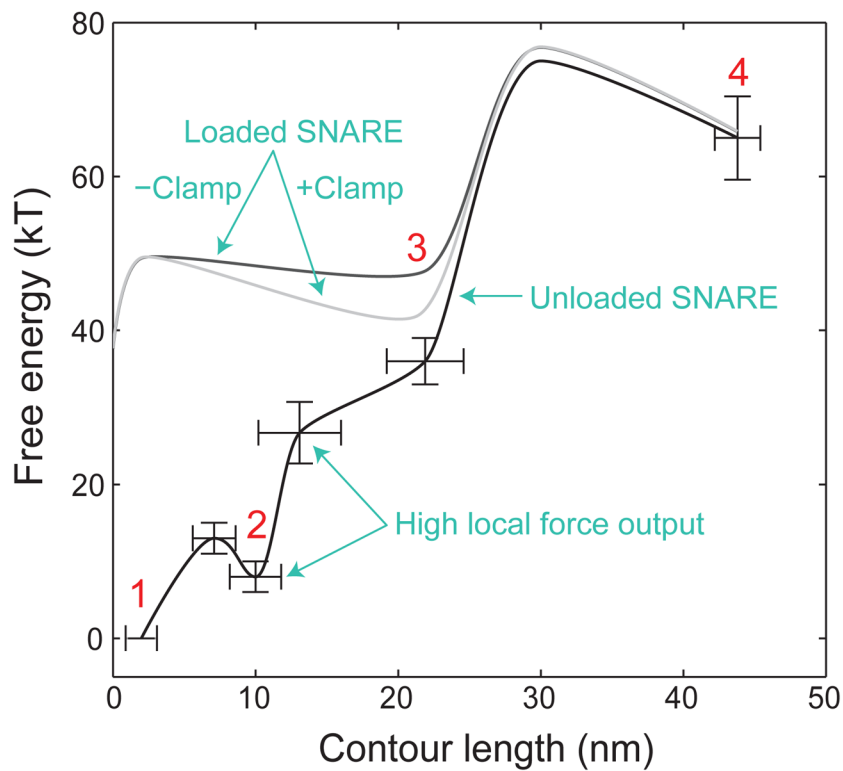 80
4
Loaded SNARE
−Clamp
+Clamp
60
3
Unloaded SNARE
40
Free energy (kT)
High local force output
20
2
1
0
0
10
20
30
40
50
Contour length (nm)